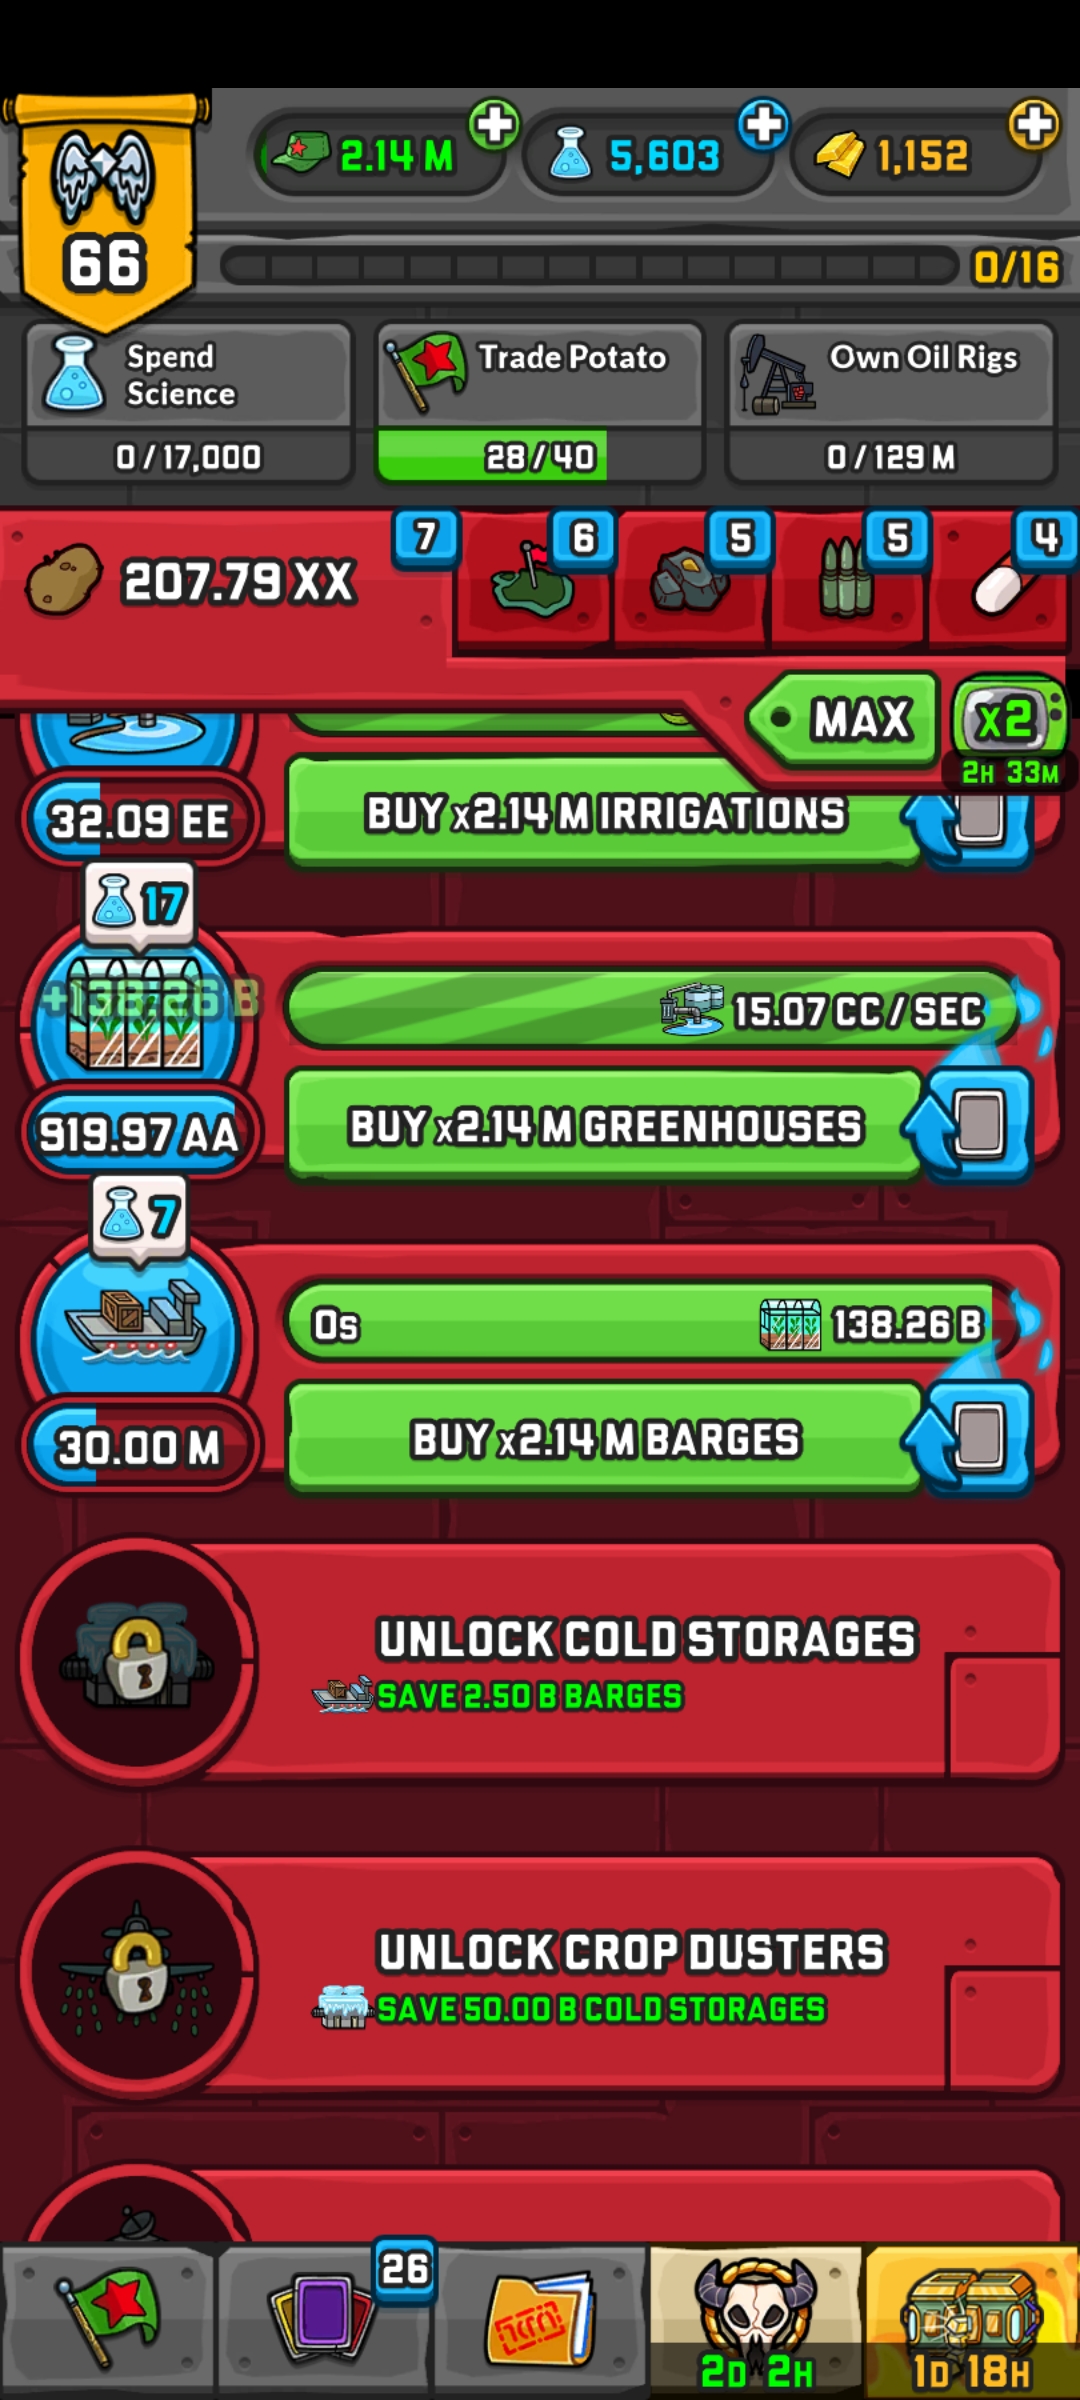 2.14 M
5,603
1,152
66
0/16
Spend
Science
0/17,000
Trade Potato
28/40
Own Oil Rigs
0/129 M
207.79 XX
7
6
5
5
4
MAX
x2
2H 33M
32.09 EE
BUY x2.14 M IRRIGATIONS
17
+138.26 B
15.07 CC / SEC
919.97 AA
BUY x2.14 M GREENHOUSES
7
0s
138.26 B
30.00 M
BUY x2.14 M BARGES
UNLOCK COLD STORAGES
SAVE 2.50 B BARGES
UNLOCK CROP DUSTERS
SAVE 50.00 B COLD STORAGES
26
2D 2H
1D 18H